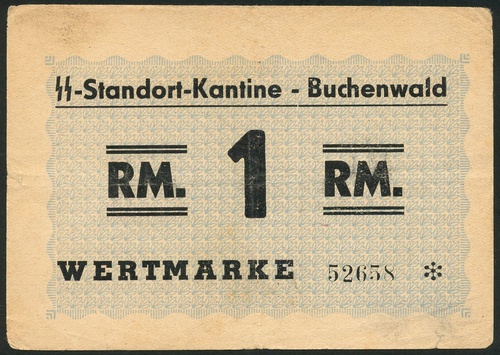 SS-Standort-Kantine - Buchenwald
RM. 1 RM.
WERTMARKE 52658 *